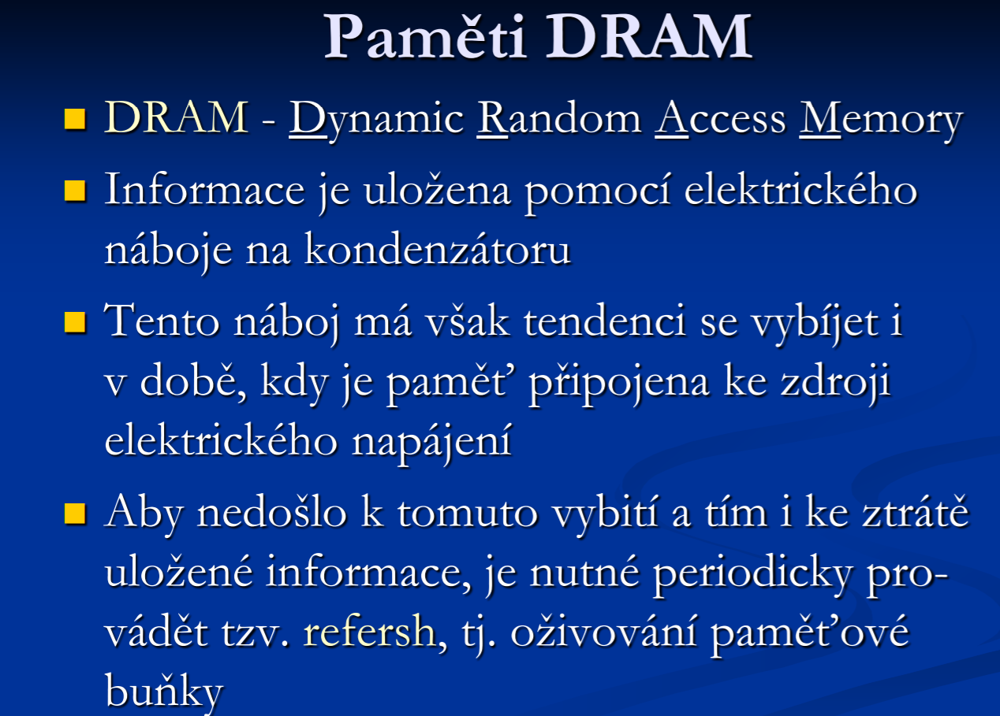 Paměti DRAM
DRAM - Dynamic Random Access Memory
Informace je uložena pomocí elektrického
náboje na kondenzátoru
Tento náboj má však tendenci se vybíjet i
v době, kdy je paměť připojena ke zdroji
elektrického napájení
Aby nedošlo k tomuto vybití a tím i ke ztrátě
uložené informace, je nutné periodicky pro-
vádět tzv. refersh, tj. oživování paměťové
buňky